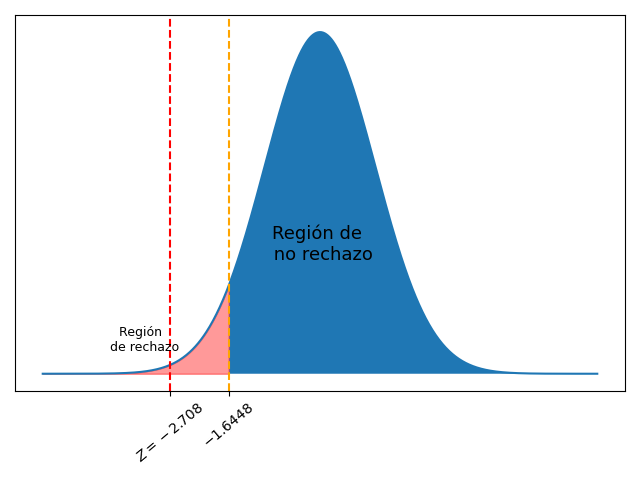 Región de
no rechazo
Región
de rechazo
Z = −2.708
−1.6448